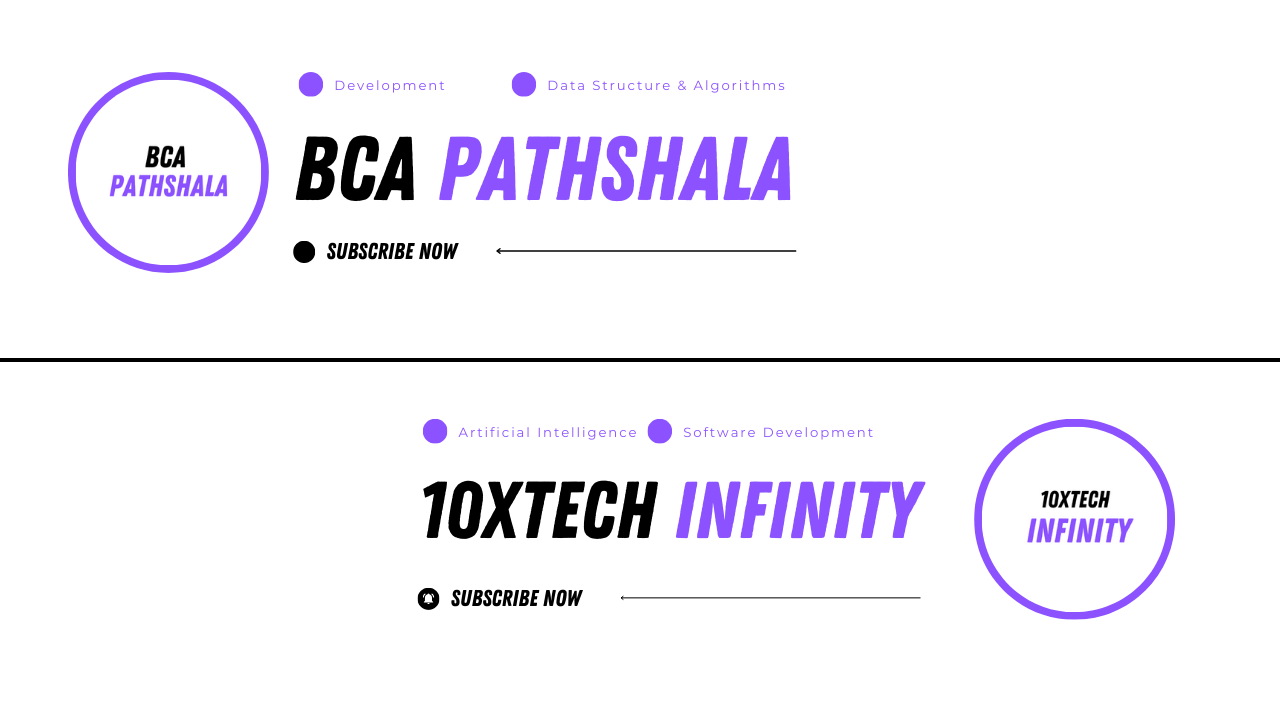 Development
Data Structure & Algorithms
BCA
PATHSHALA
BCA PATHSHALA
SUBSCRIBE NOW
Artificial Intelligence
Software Development
10XTECH INFINITY
10XTECH
INFINITY
SUBSCRIBE NOW